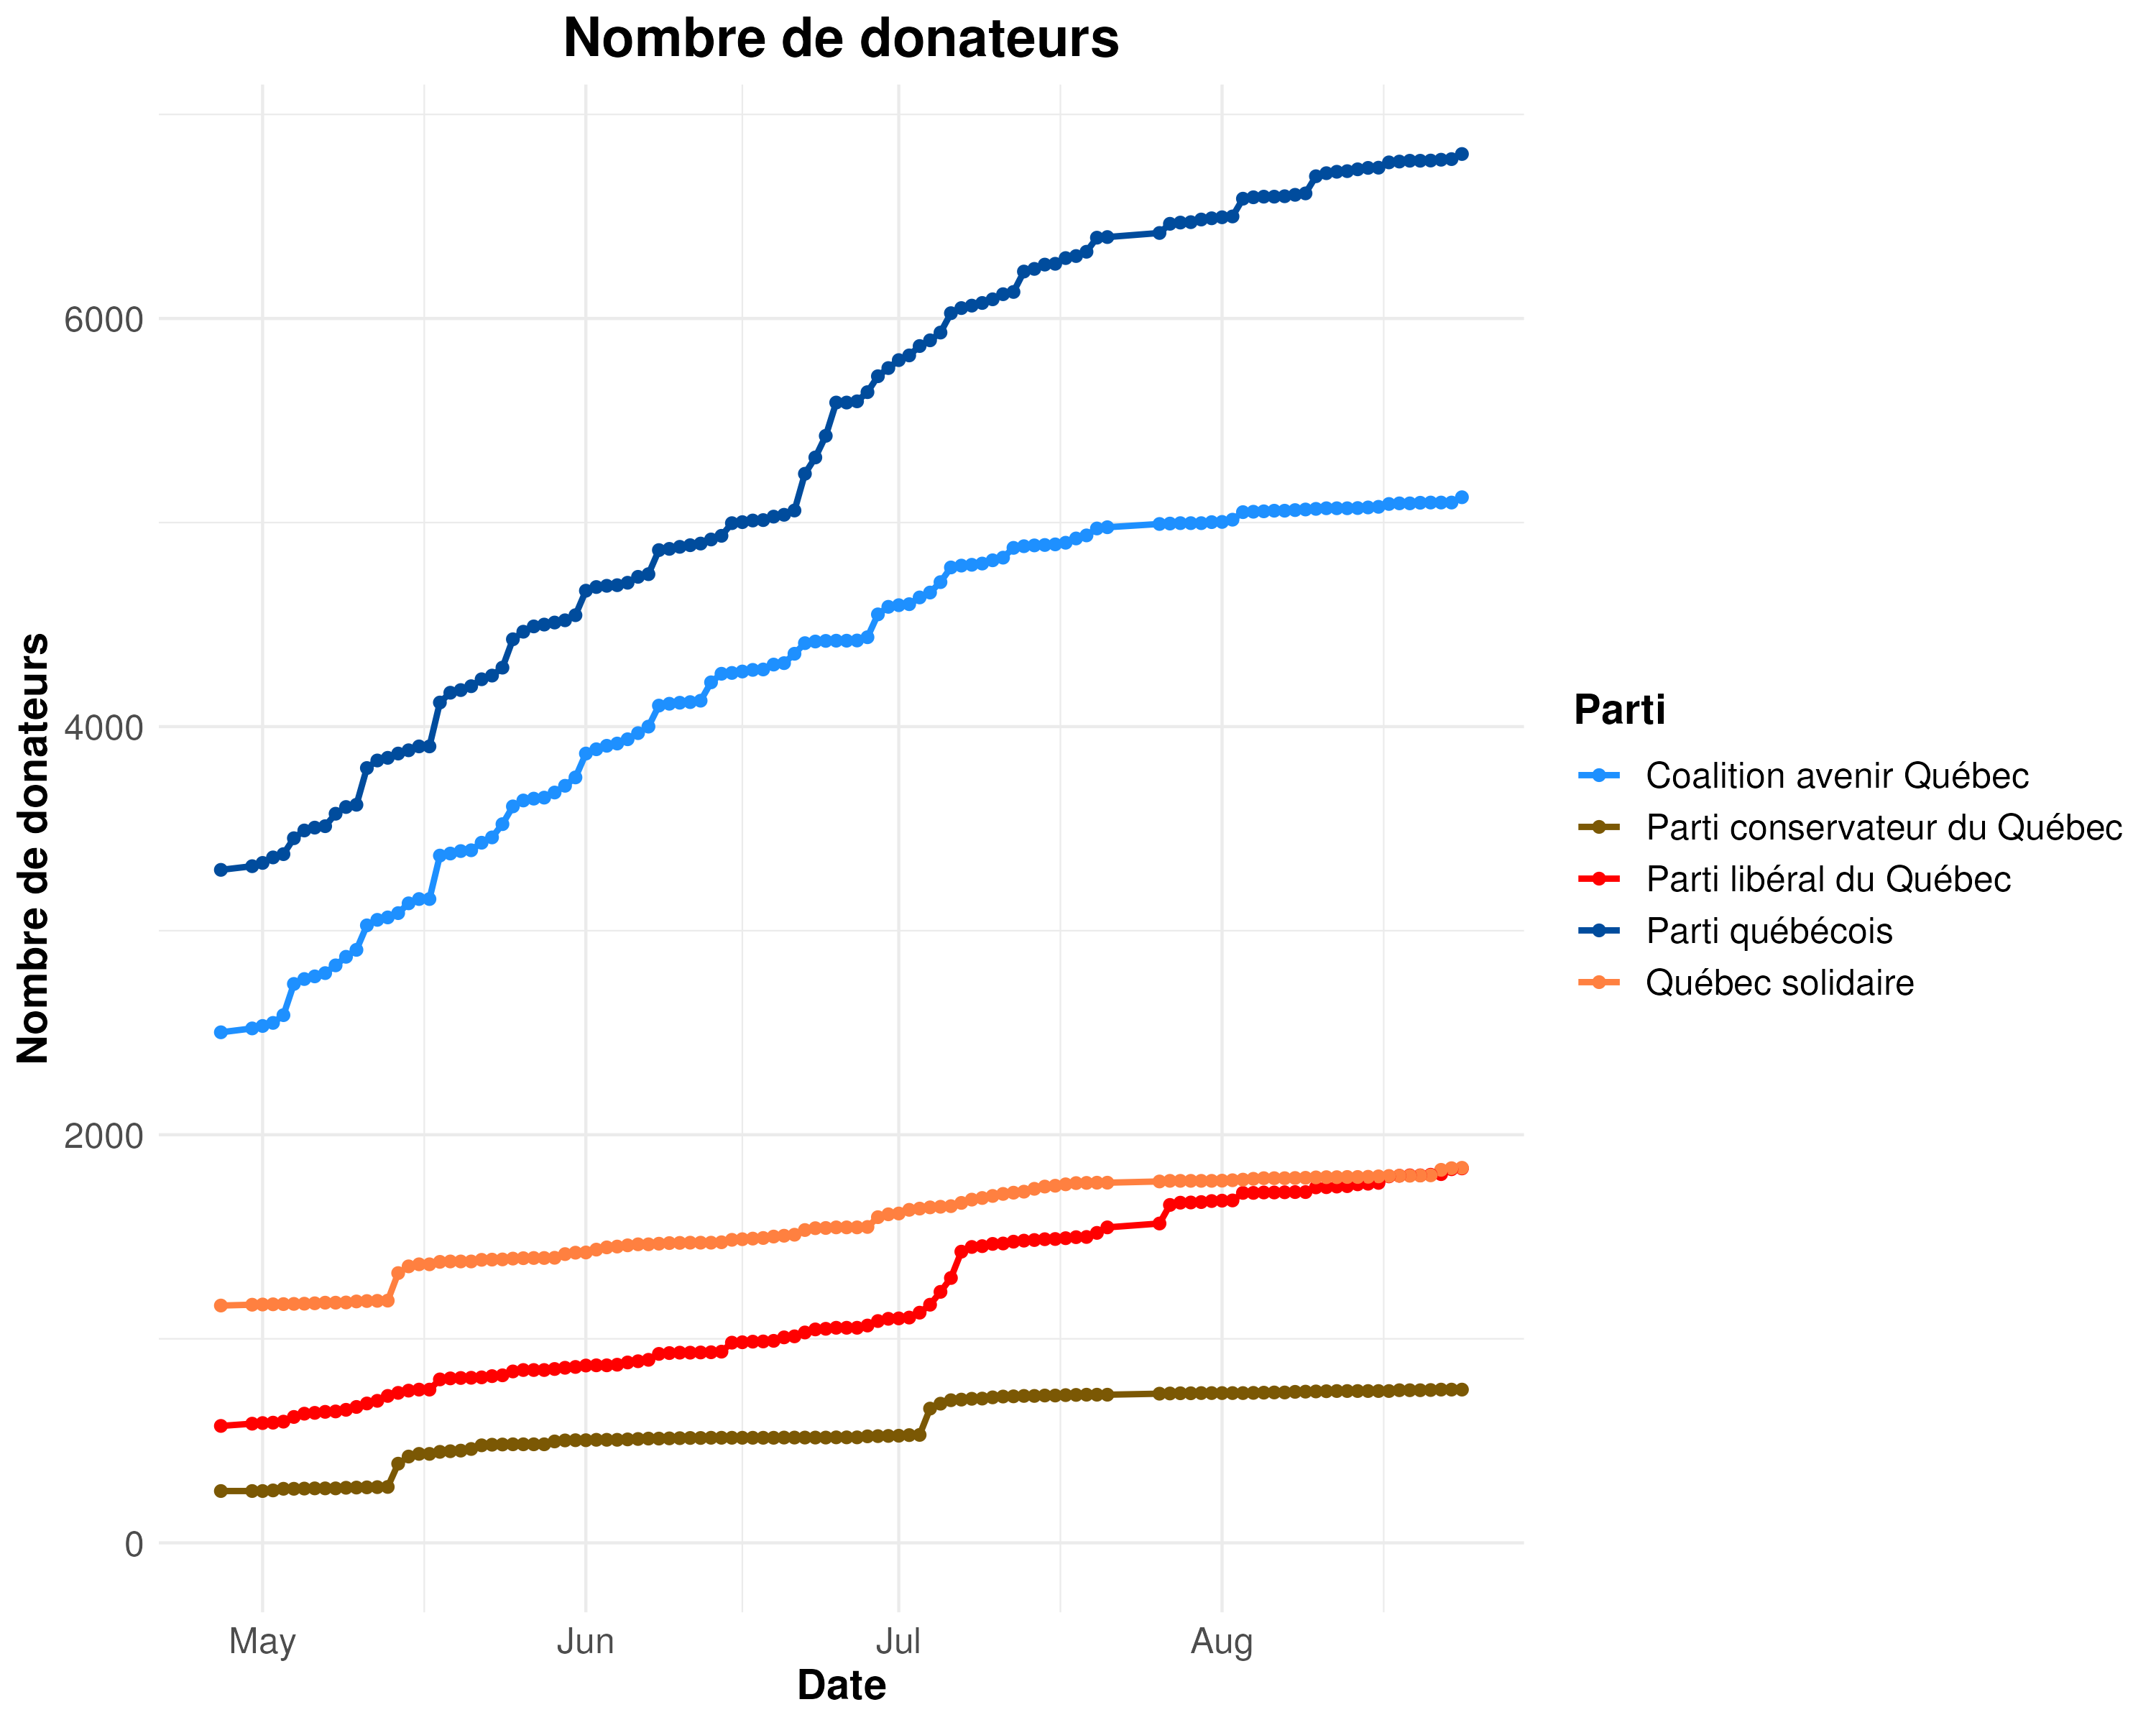 Nombre de donateurs
Nombre de donateurs
6000
4000
2000
0
May
Jun
Jul
Aug
Date
Parti
Coalition avenir Québec
Parti conservateur du Québec
Parti libéral du Québec
Parti québécois
Québec solidaire